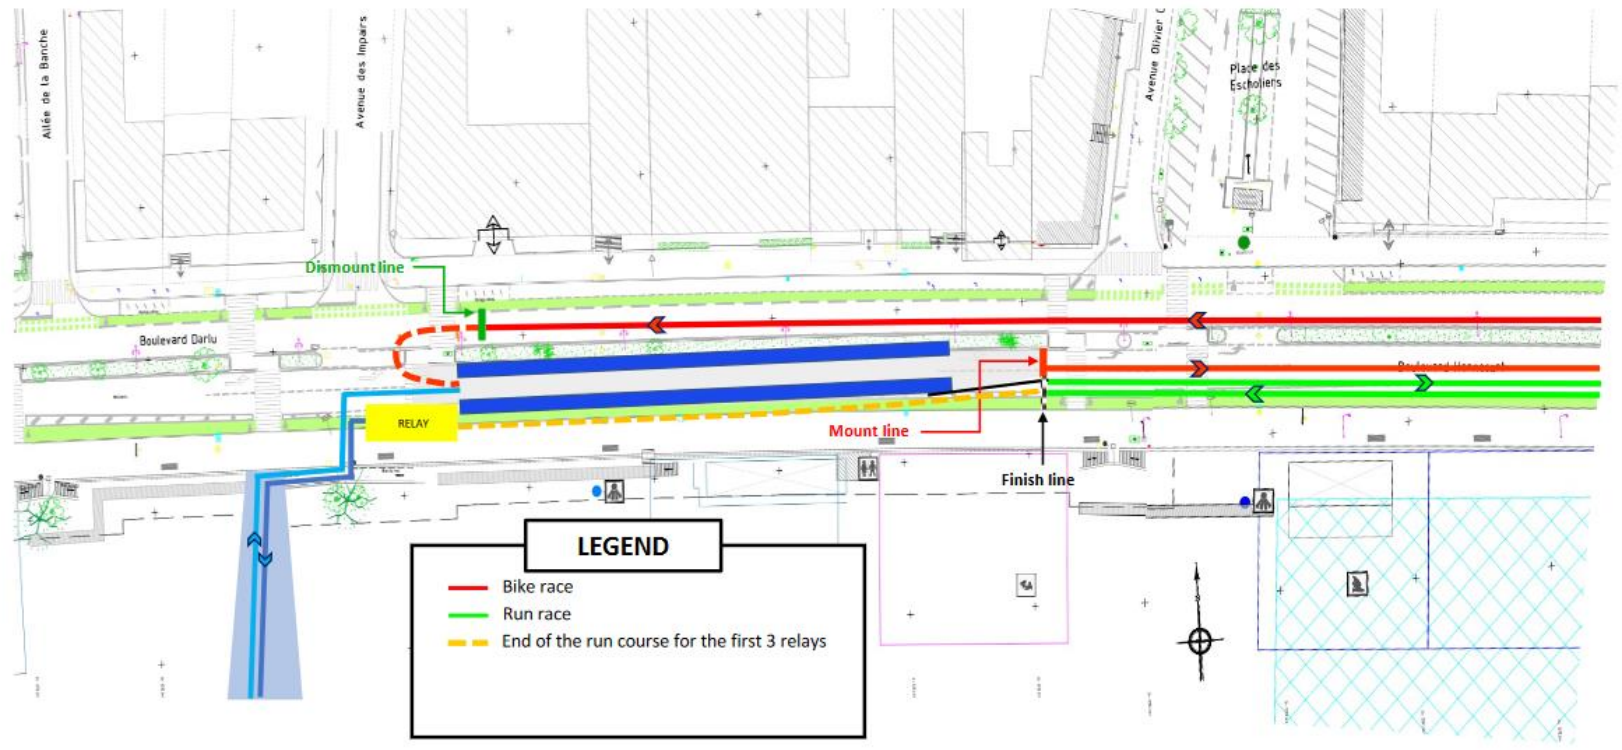 Allée de la Banche
Avenue des Impairs
Avenue Olivier
Place des
Escholiers
Dismount line
Boulevard Darlu
RELAY
Mount line
Finish line
LEGEND
Bike race
Run race
End of the run course for the first 3 relays